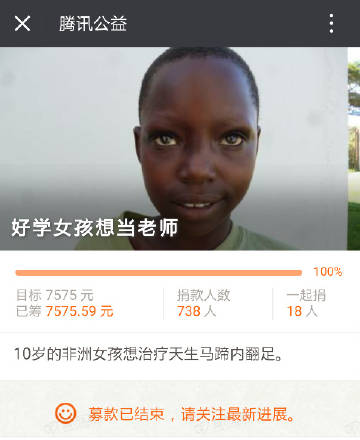 腾讯公益
好学女孩想当老师
100%
目标 7575 元
捐款人数
一起捐
已筹 7575.59 元
738 人
18 人
10岁的非洲女孩想治疗天生马蹄内翻足。
募款已结束，请关注最新进展。